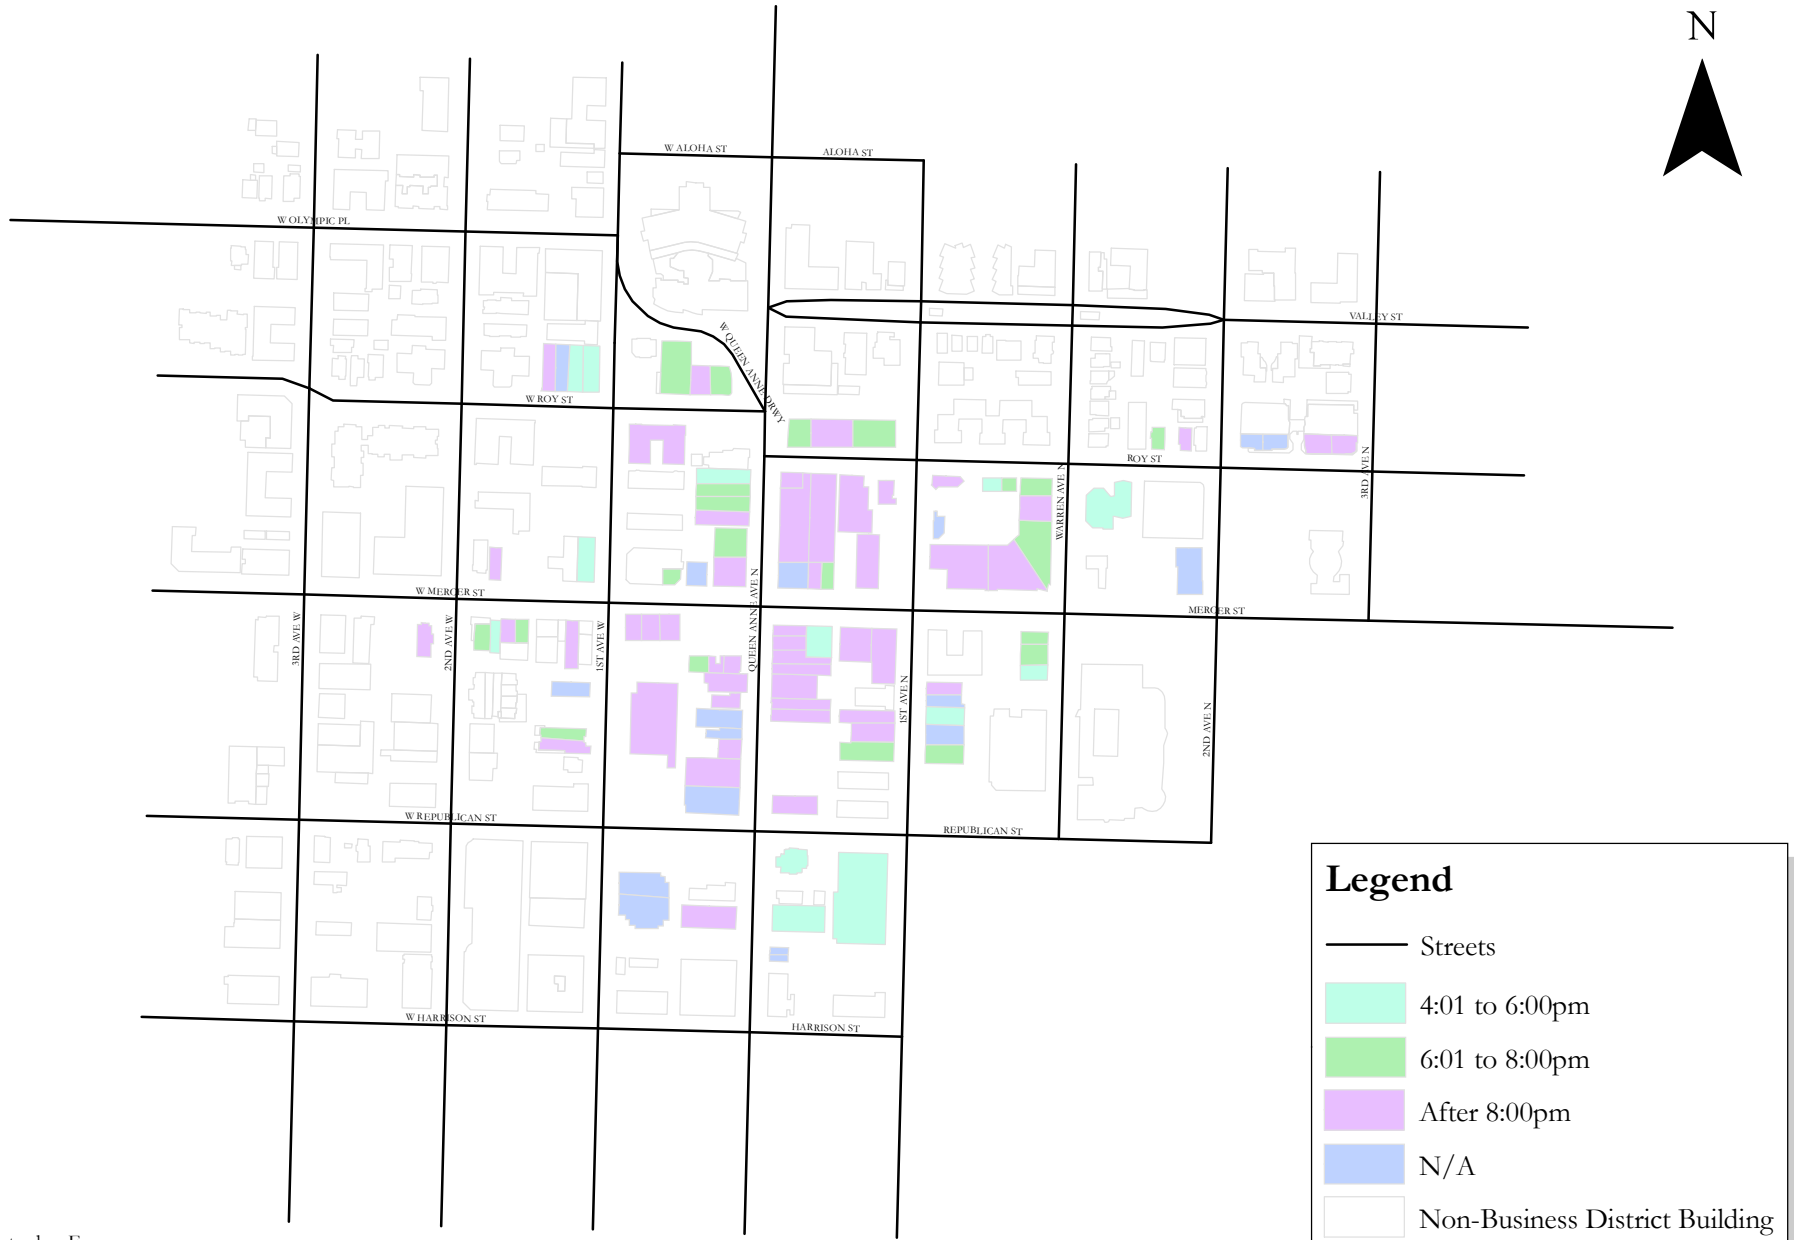 N
W ALOHA ST
ALOHA ST
W OLYMPIC PL
VALLEY ST
W QUEEN ANNE DRWY
W ROY ST
ROY ST
3RD AVE N
WARREN AVE N
W MERCER ST
MERCER ST
QUEEN ANNE AVE N
3RD AVE W
2ND AVE W
1ST AVE W
1ST AVE N
2ND AVE N
W REPUBLICAN ST
REPUBLICAN ST
W HARRISON ST
HARRISON ST
Legend
Streets
4:01 to 6:00pm
6:01 to 8:00pm
After 8:00pm
N/A
Non-Business District Building